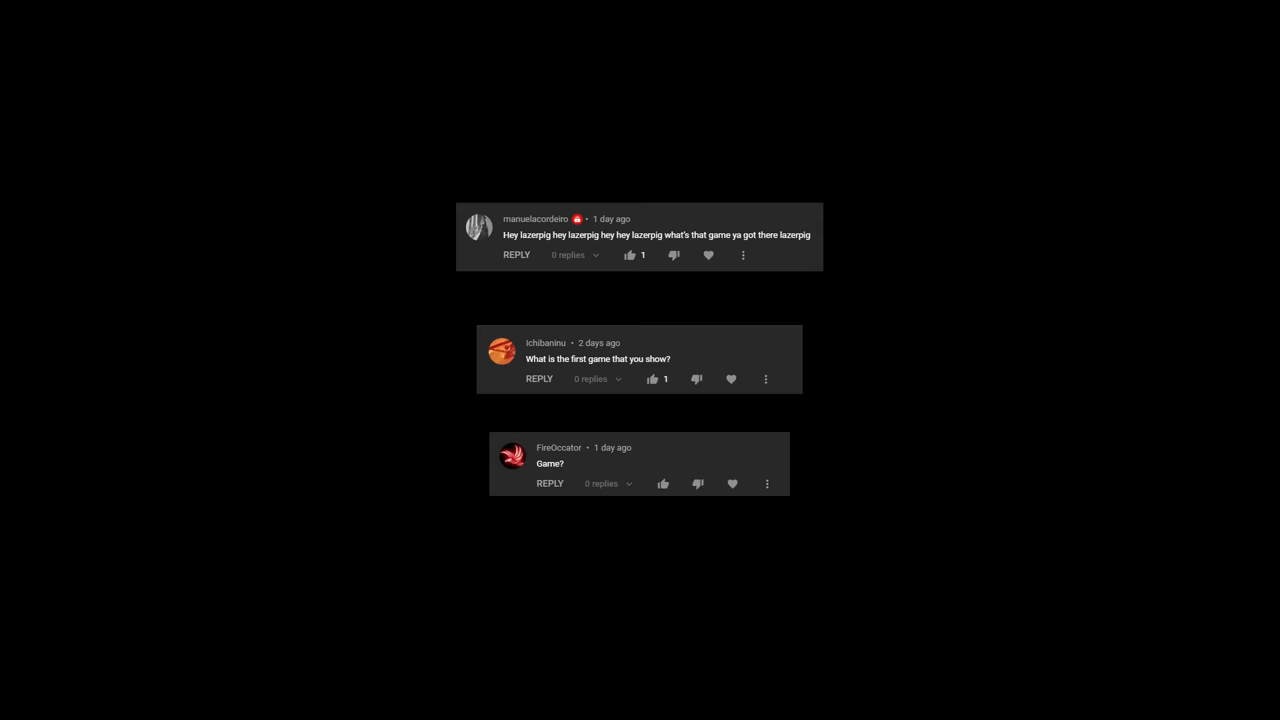 manuelacordeiro • 1 day ago
Hey lazerpig hey lazerpig hey hey lazerpig what's that game ya got there lazerpig
REPLY 0 replies 1
Ichibaninu • 2 days ago
What is the first game that you show?
REPLY 0 replies 1
FireOccator • 1 day ago
Game?
REPLY 0 replies